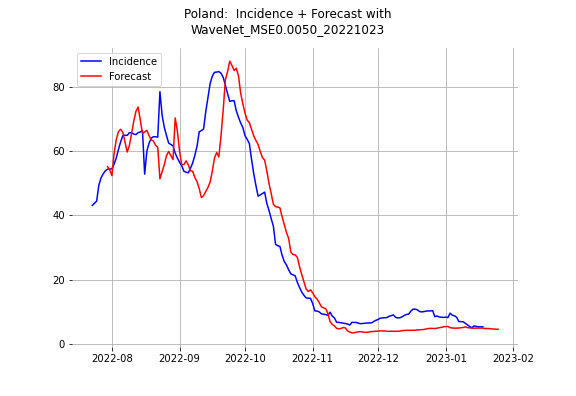 Poland:  Incidence + Forecast with
WaveNet_MSE0.0050_20221023
Incidence
Forecast
80
60
40
20
0
2022-08 2022-09 2022-10 2022-11 2022-12 2023-01 2023-02